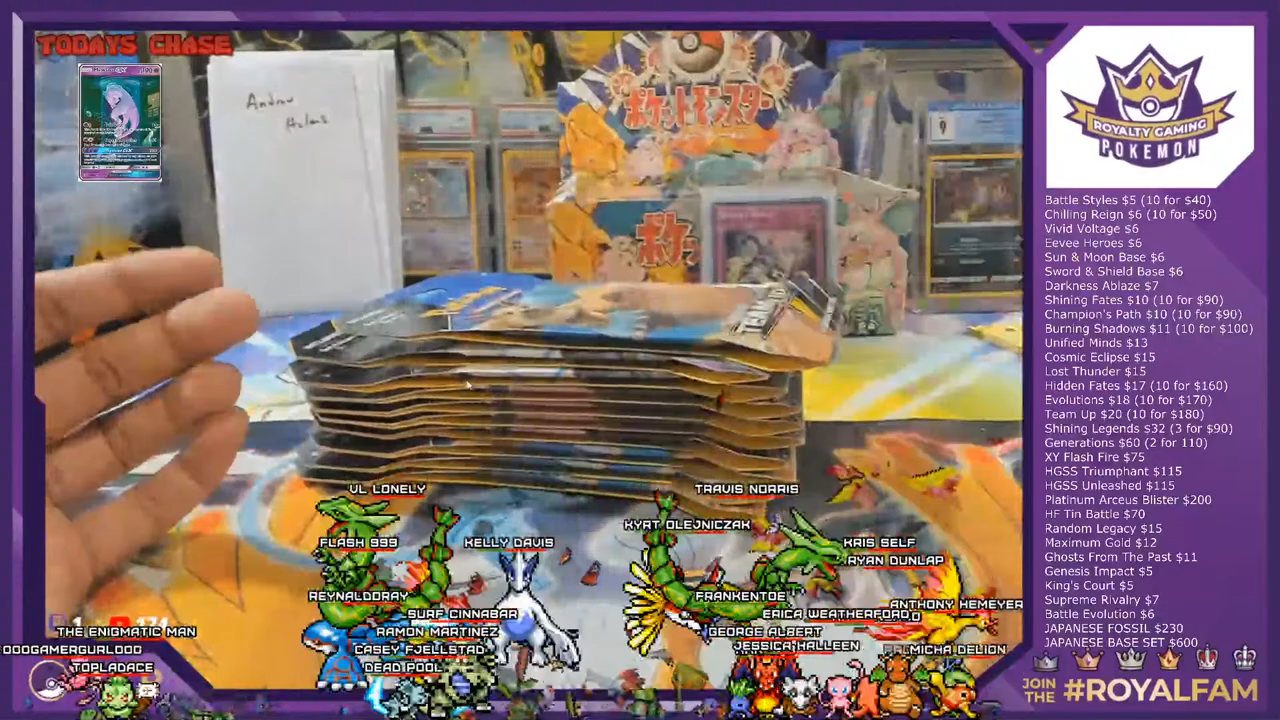 TODAYS CHASE
Andrew
ポケットモンスター
ポケ
9
TEAM
ROYALTY GAMING
POKEMON
Battle Styles $5 (10 for $40)
Chilling Reign $6 (10 for $50)
Vivid Voltage $6
Eevee Heroes $6
Sun & Moon Base $6
Sword & Shield Base $6
Darkness Ablaze $7
Shining Fates $10 (10 for $90)
Champion's Path $10 (10 for $90)
Burning Shadows $11 (10 for $100)
Unified Minds $13
Cosmic Eclipse $15
Lost Thunder $15
Hidden Fates $17 (10 for $160)
Evolutions $18 (10 for $170)
Team Up $20 (10 for $180)
Shining Legends $32 (3 for $90)
Generations $60 (2 for 110)
XY Flash Fire $75
HGSS Triumphant $115
HGSS Unleashed $115
Platinum Arceus Blister $200
HF Tin Battle $70
Random Legacy $15
Maximum Gold $12
Ghosts From The Past $11
Genesis Impact $5
King's Court $5
Supreme Rivalry $7
Battle Evolution $6
JAPANESE FOSSIL $230
JAPANESE BASE SET $600
JOIN THE #ROYALFAM
VL LONELY
TRAVIS NORRIS
KYRT OLEJNICZAK
FLASH 999
KELLY DAVIS
KRIS SELF
RYAN DUNLAP
REYNALDDRAY
FRANKENTOE
ANTHONY HEMEYER
SURF CINNABAR
ERICA WEATHERFORD
THE ENIGMATIC MAN
RAMON MARTINEZ
GEORGE ALBERT
OOOGAMERGURLOOO
CASEY FJELLSTAD
JESSICA HALLEEN
MICHA DELION
TOPLADACE
DEAD POOL